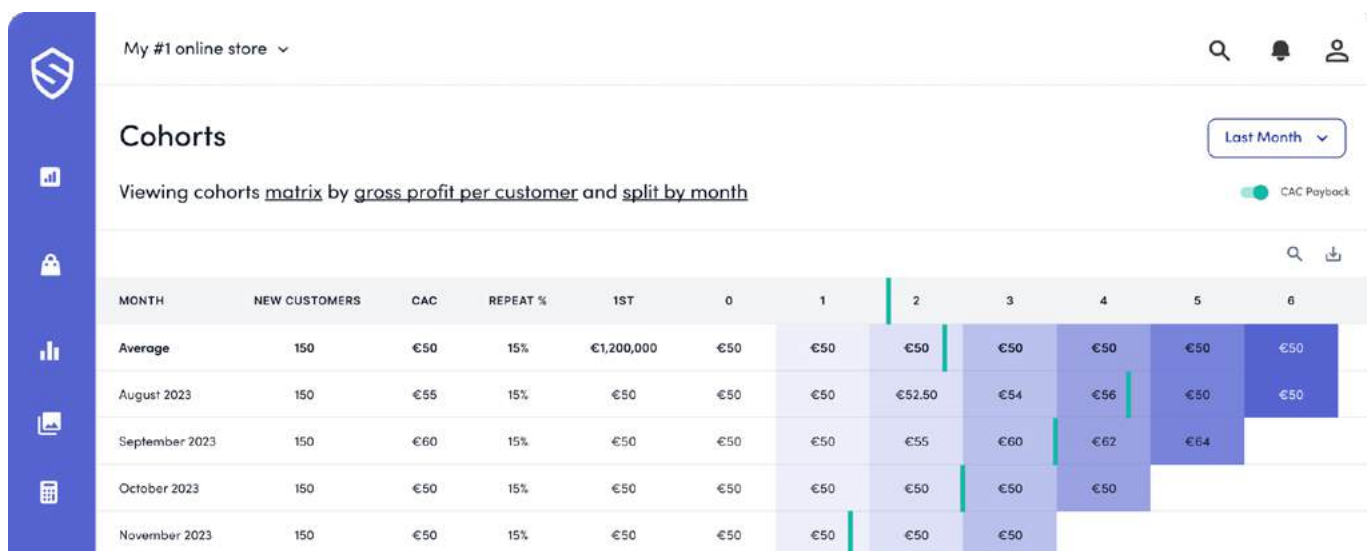 My #1 online store
Cohorts
Last Month
Viewing cohorts matrix by gross profit per customer and split by month
CAC Payback
MONTH NEW CUSTOMERS CAC REPEAT % 1ST 0 1 2 3 4 5 6
Average 150 €50 15% €1,200,000 €50 €50 €50 €50 €50 €50 €50
August 2023 150 €55 15% €50 €50 €50 €52.50 €54 €56 €50 €50
September 2023 150 €60 15% €50 €50 €50 €55 €60 €62 €64
October 2023 150 €50 15% €50 €50 €50 €50 €50 €50
November 2023 150 €50 15% €50 €50 €50 €50 €50